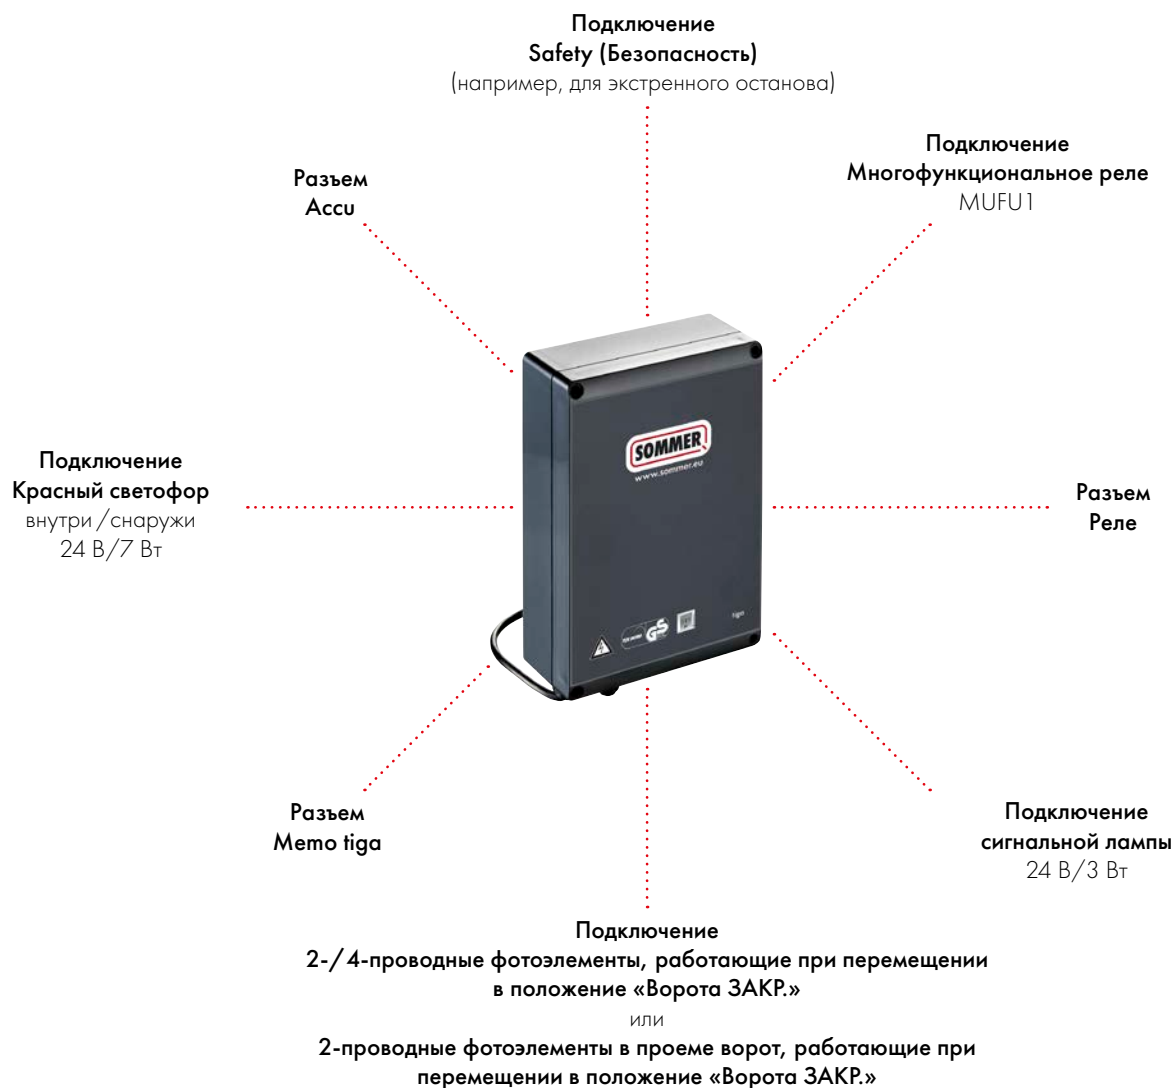 Подключение
Safety (Безопасность)
(например, для экстренного останова)
Подключение
Многофункциональное реле
MUFU1
Разъем
Accu
SOMMER
www.sommer.eu
Подключение
Красный светофор
внутри/снаружи
24 В/7 Вт
Разъем
Реле
GS
tiga
Разъем
Memo tiga
Подключение
сигнальной лампы
24 В/3 Вт
Подключение
2-/4-проводные фотоэлементы, работающие при перемещении
в положение «Ворота ЗАКР.»
или
2-проводные фотоэлементы в проеме ворот, работающие при
перемещении в положение «Ворота ЗАКР.»